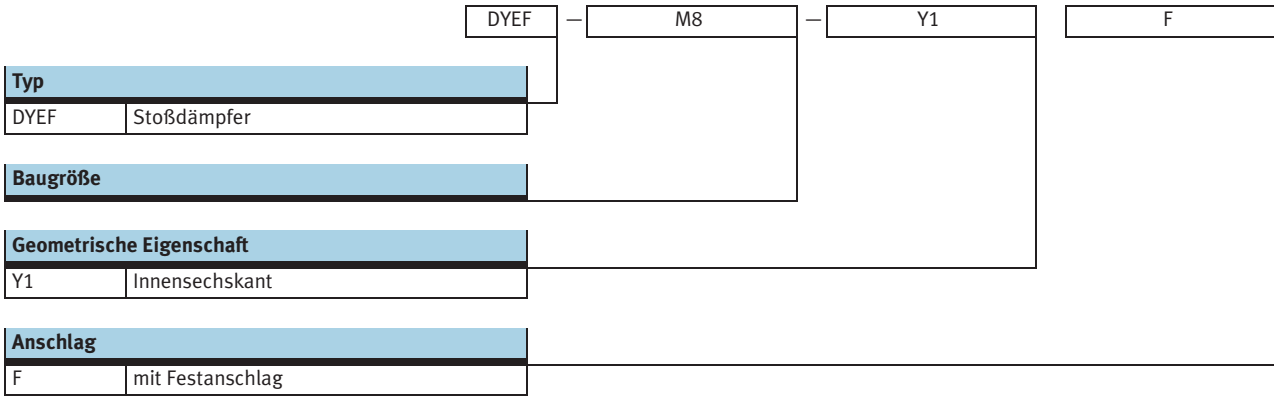 DYEF — M8 — Y1 F
Typ
DYEF Stoßdämpfer
Baugröße
Geometrische Eigenschaft
Y1 Innensechskant
Anschlag
F mit Festanschlag